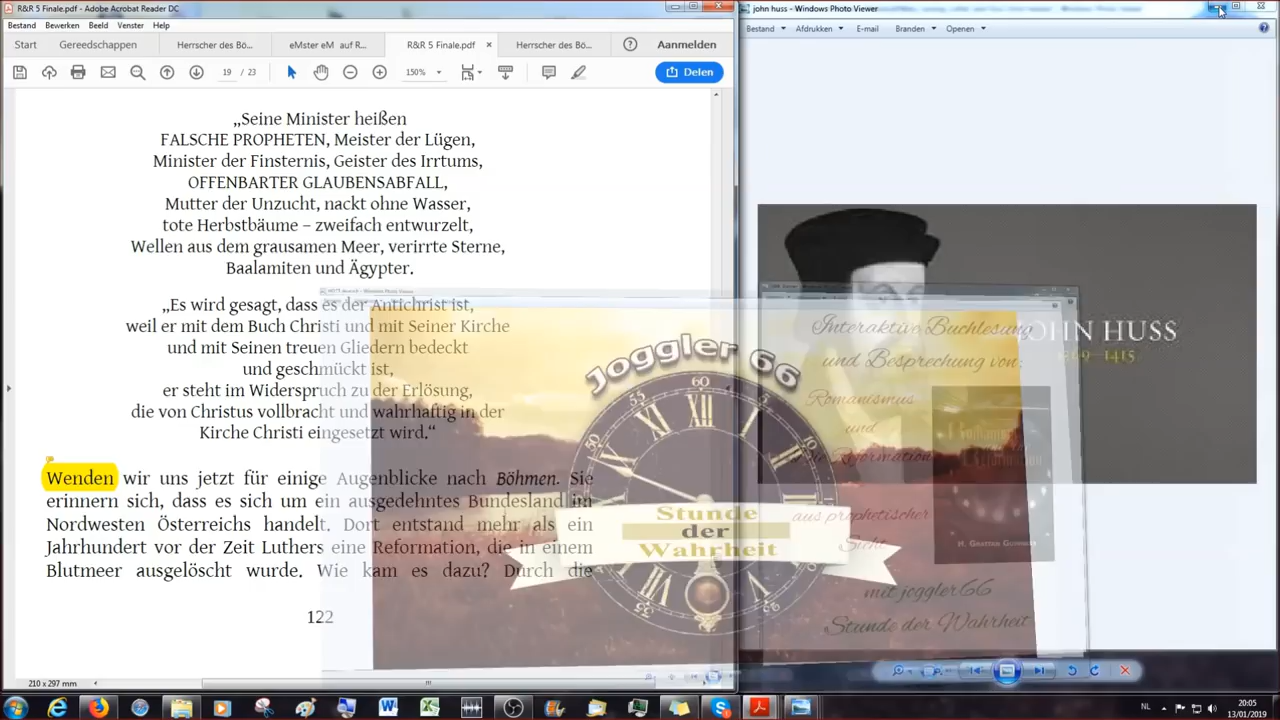 R&R 5 Finale.pdf - Adobe Acrobat Reader DC
Bestand Bewerken Beeld Venster Help
Start Gereedschappen Herrscher des Bö... eMster eM auf R... R&R 5 Finale.pdf × Herrscher des Bö... Aanmelden
19 / 23 150% Delen
„Seine Minister heißen
FALSCHE PROPHETEN, Meister der Lügen,
Minister der Finsternis, Geister des Irrtums,
OFFENBARTER GLAUBENSABFALL,
Mutter der Unzucht, nackt ohne Wasser,
tote Herbstbäume – zweifach entwurzelt,
Wellen aus dem grausamen Meer, verirrte Sterne,
Baalamiten und Ägypter.
„Es wird gesagt, dass es der Antichrist ist,
weil er mit dem Buch Christi und mit Seiner Kirche
und mit Seinen treuen Gliedern bedeckt
und geschmückt ist,
er steht im Widerspruch zu der Erlösung,
die von Christus vollbracht und wahrhaftig in der
Kirche Christi eingesetzt wird.“
Wenden wir uns jetzt für einige Augenblicke nach Böhmen. Sie
erinnern sich, dass es sich um ein ausgedehntes Bundesland im
Nordwesten Österreichs handelt. Dort entstand mehr als ein
Jahrhundert vor der Zeit Luthers eine Reformation, die in einem
Blutmeer ausgelöscht wurde. Wie kam es dazu? Durch die
122
210 x 297 mm
john huss - Windows Photo Viewer
Bestand Afdrukken E-mail Branden Openen
JOHN HUSS
1369-1415
Joggler 66
60
55
50
45
XII
Stunde
der
Wahrheit
Interaktive Buchlesung
und Besprechung von:
Romanismus
und
die Reformation
aus prophetischer
Sicht
H. Grattan Guinness
mit joggler66
Stunde der Wahrheit
NL
20:05
13/01/2019